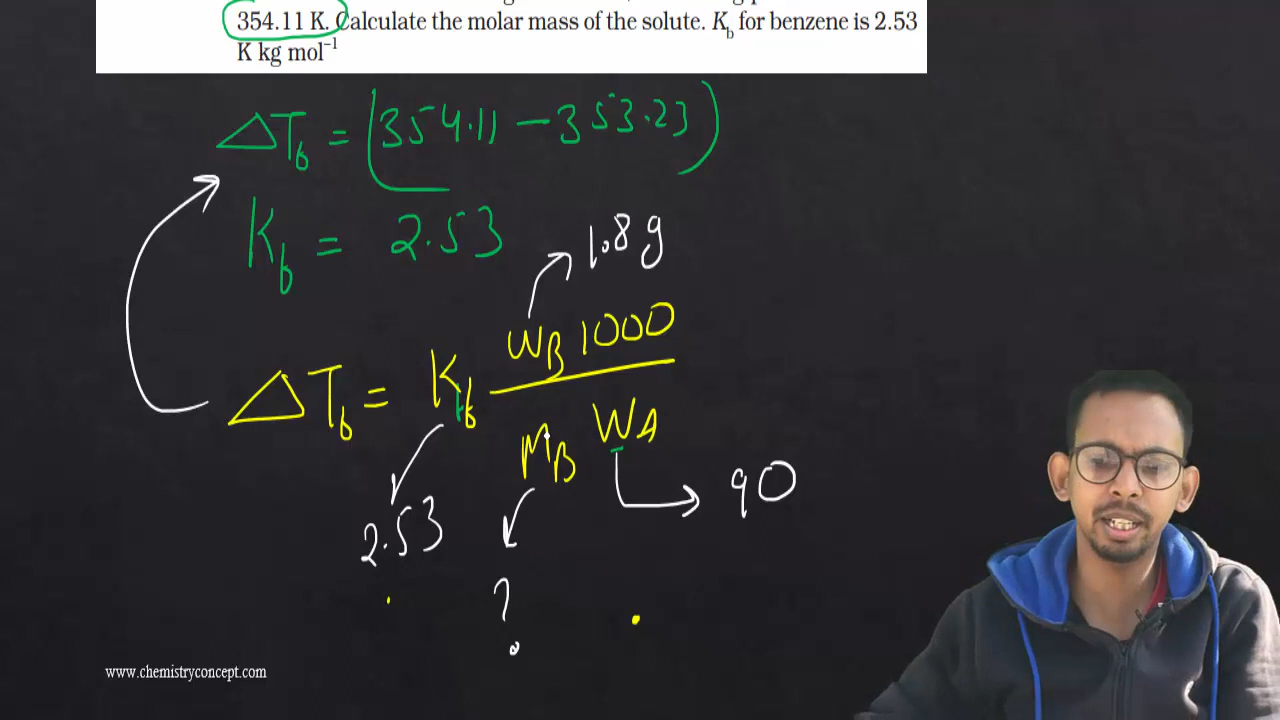 354.11 K. Calculate the molar mass of the solute. Kb for benzene is 2.53
K kg mol⁻¹
ΔTb = (354.11 − 353.23)
Kb = 2.53
1.8g
WB 1000
ΔTb = Kb
MB WA
90
2.53
?
www.chemistryconcept.com